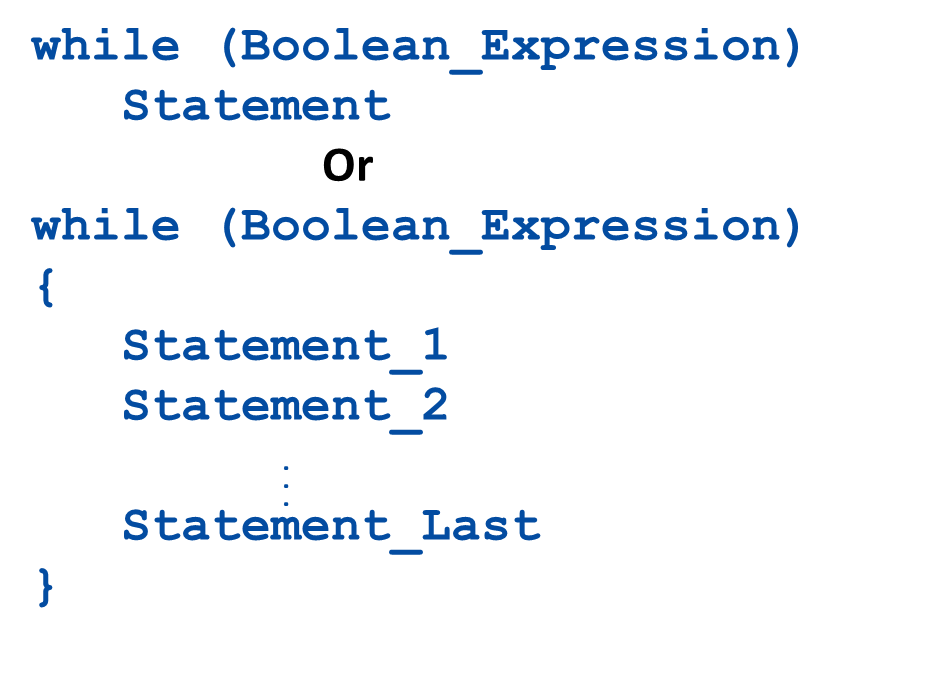 while (Boolean_Expression)
Statement
Or
while (Boolean_Expression)
{
Statement_1
Statement_2
.
.
.
Statement_Last
}